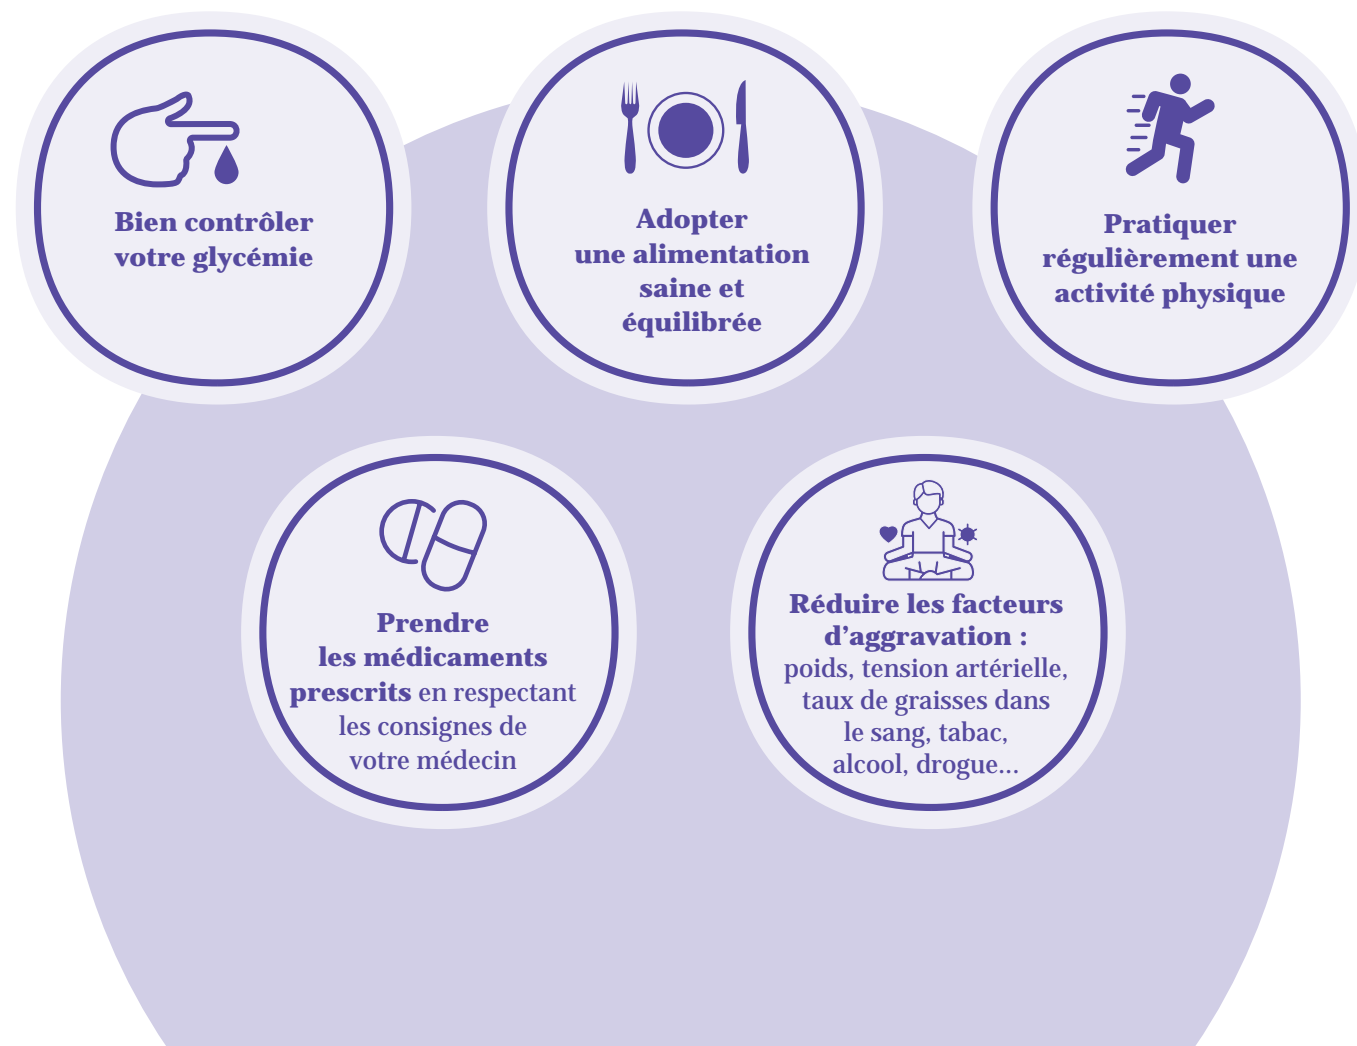 Bien contrôler
votre glycémie
Adopter
une alimentation
saine et
équilibrée
Pratiquer
régulièrement une
activité physique
Prendre
les médicaments
prescrits en respectant
les consignes de
votre médecin
Réduire les facteurs
d’aggravation :
poids, tension artérielle,
taux de graisses dans
le sang, tabac,
alcool, drogue...